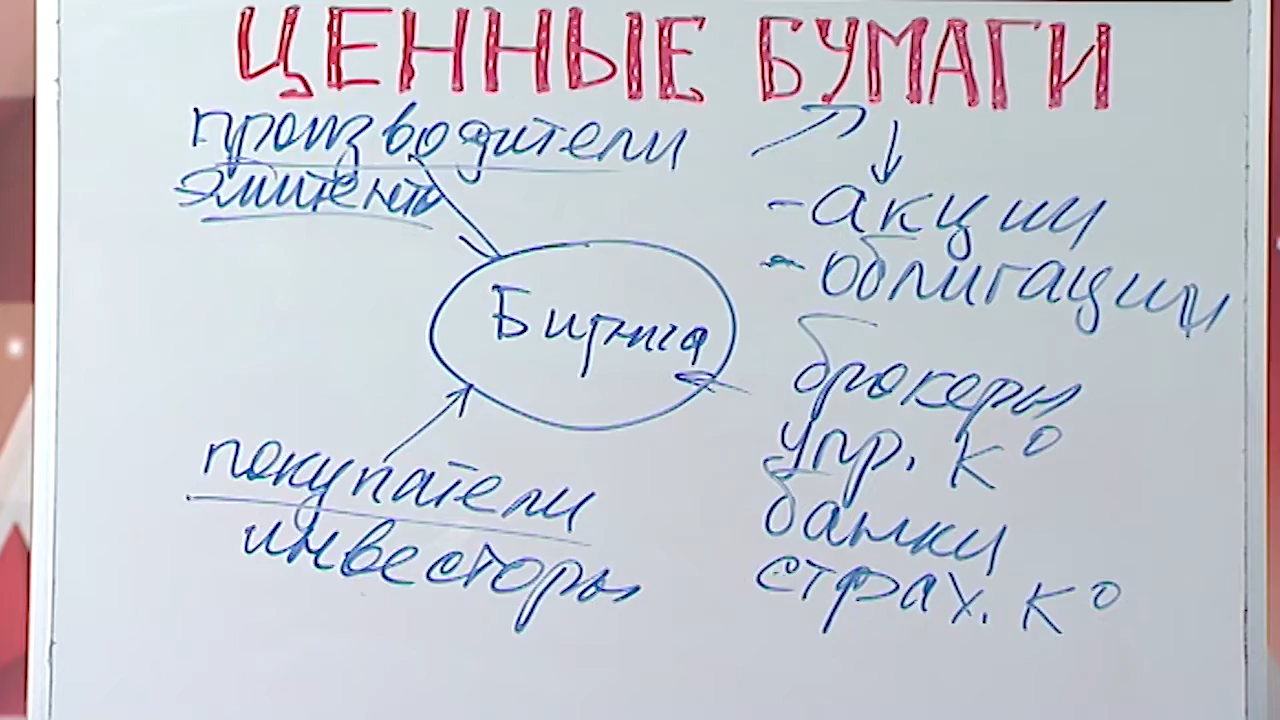 ЦЕННЫЕ БУМАГИ
производители
эмитенты
- акции
- облигации
Биржа
брокеры
упр. К°
банки
страх. К°
покупатели
инвесторы